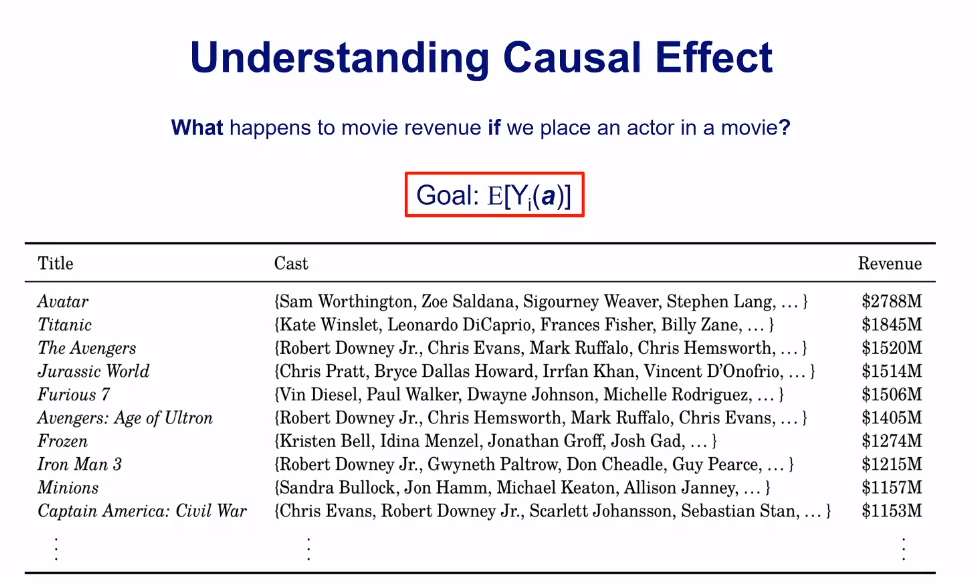 Understanding Causal Effect
What happens to movie revenue if we place an actor in a movie?
Goal: E[Yi(a)]
Title Cast Revenue
Avatar {Sam Worthington, Zoe Saldana, Sigourney Weaver, Stephen Lang, ... } $2788M
Titanic {Kate Winslet, Leonardo DiCaprio, Frances Fisher, Billy Zane, ... } $1845M
The Avengers {Robert Downey Jr., Chris Evans, Mark Ruffalo, Chris Hemsworth, ... } $1520M
Jurassic World {Chris Pratt, Bryce Dallas Howard, Irrfan Khan, Vincent D'Onofrio, ... } $1514M
Furious 7 {Vin Diesel, Paul Walker, Dwayne Johnson, Michelle Rodriguez, ... } $1506M
Avengers: Age of Ultron {Robert Downey Jr., Chris Hemsworth, Mark Ruffalo, Chris Evans, ... } $1405M
Frozen {Kristen Bell, Idina Menzel, Jonathan Groff, Josh Gad, ... } $1274M
Iron Man 3 {Robert Downey Jr., Gwyneth Paltrow, Don Cheadle, Guy Pearce, ... } $1215M
Minions {Sandra Bullock, Jon Hamm, Michael Keaton, Allison Janney, ... } $1157M
Captain America: Civil War {Chris Evans, Robert Downey Jr., Scarlett Johansson, Sebastian Stan, ... } $1153M
⋮ ⋮ ⋮